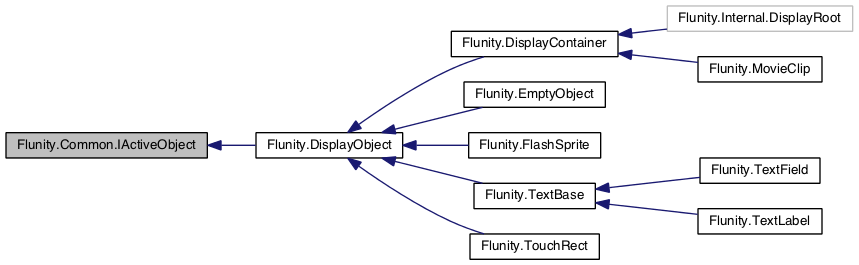 Flunity.Internal.DisplayRoot
Flunity.DisplayContainer
Flunity.MovieClip
Flunity.EmptyObject
Flunity.Common.IActiveObject
Flunity.DisplayObject
Flunity.FlashSprite
Flunity.TextField
Flunity.TextBase
Flunity.TextLabel
Flunity.TouchRect